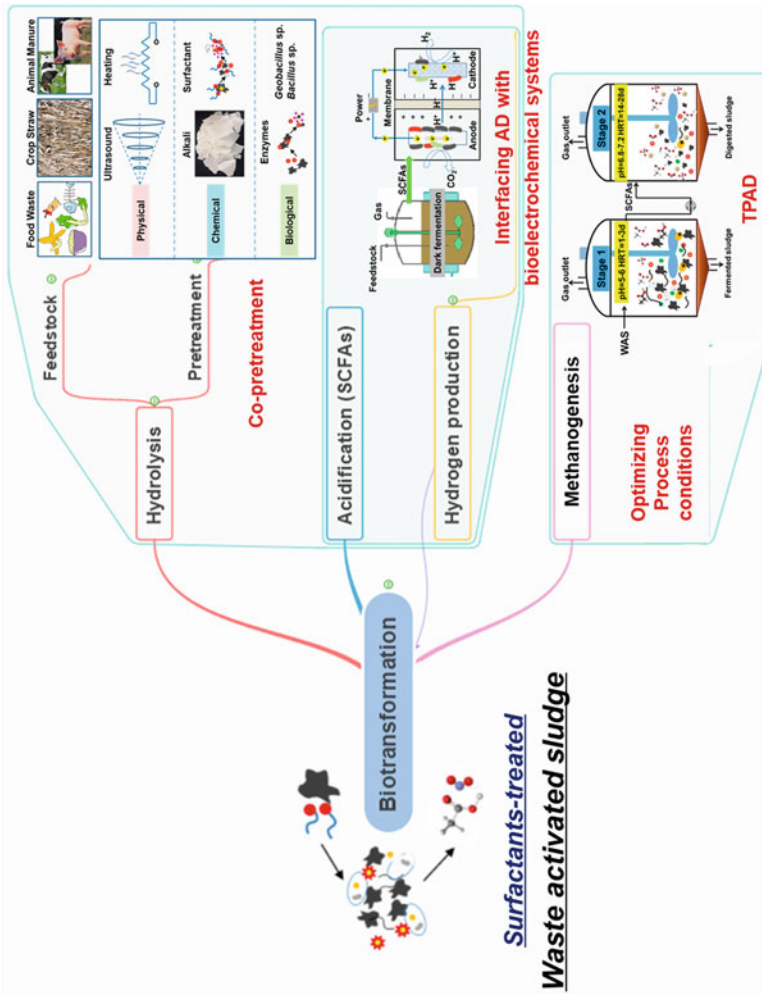 Surfactants-treated
Waste activated sludge
Biotransformation
Hydrolysis
Feedstock
Food Waste
Crop Straw
Animal Manure
Pretreatment
Physical
Ultrasound
Heating
Chemical
Alkali
Surfactant
Biological
Enzymes
Geobacillus sp.
Bacillus sp.
Co-pretreatment
Acidification (SCFAs)
Hydrogen production
Feedstock
Gas
Dark fermentation
SCFAs
CO2
Power
Membrane
Anode
Cathode
H+
H+
H+
H+
H2
Interfacing AD with
bioelectrochemical systems
Methanogenesis
Optimizing
Process
conditions
Gas outlet
Stage 1
pH=5-6 HRT=1-3d
WAS
Fermented sludge
SCFAs
Gas outlet
Stage 2
pH=6.8-7.2 HRT=14-28d
Digested sludge
TPAD